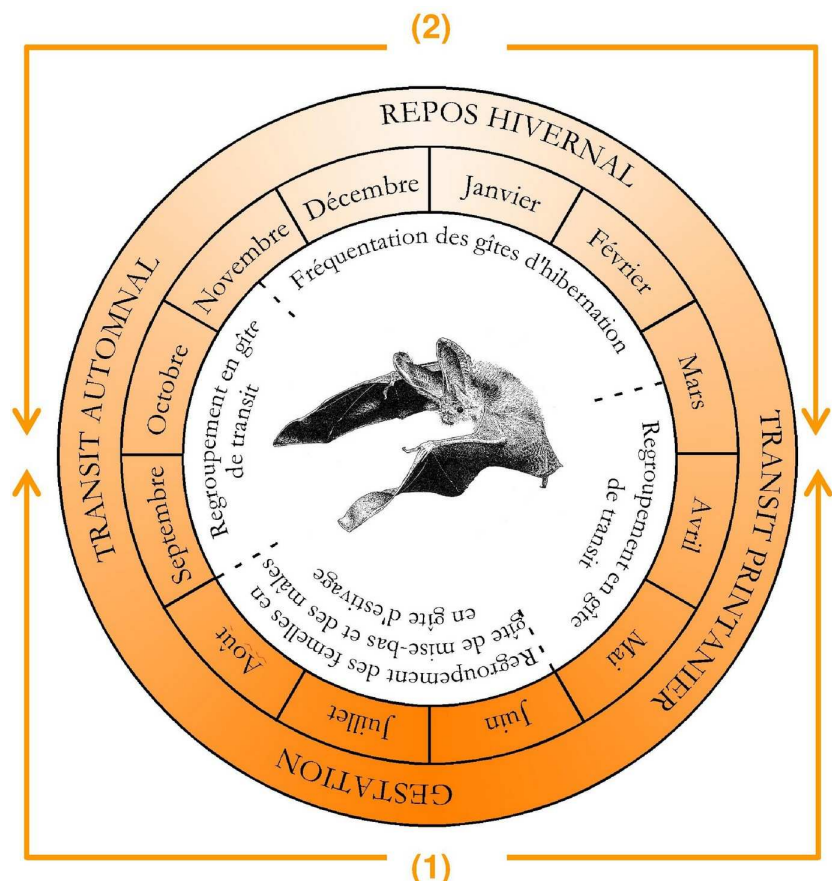 (2)
REPOS HIVERNAL
TRANSIT PRINTANIER
GESTATION
TRANSIT AUTOMNAL
Janvier
Février
Mars
Avril
Mai
Juin
Juillet
Août
Septembre
Octobre
Novembre
Décembre
Fréquentation des gîtes d'hibernation
Regroupement en gîte
de transit
Regroupement des femelles en
gîte de mise-bas et des mâles
en gîte d'estivage
Regroupement en gîte
de transit
(1)